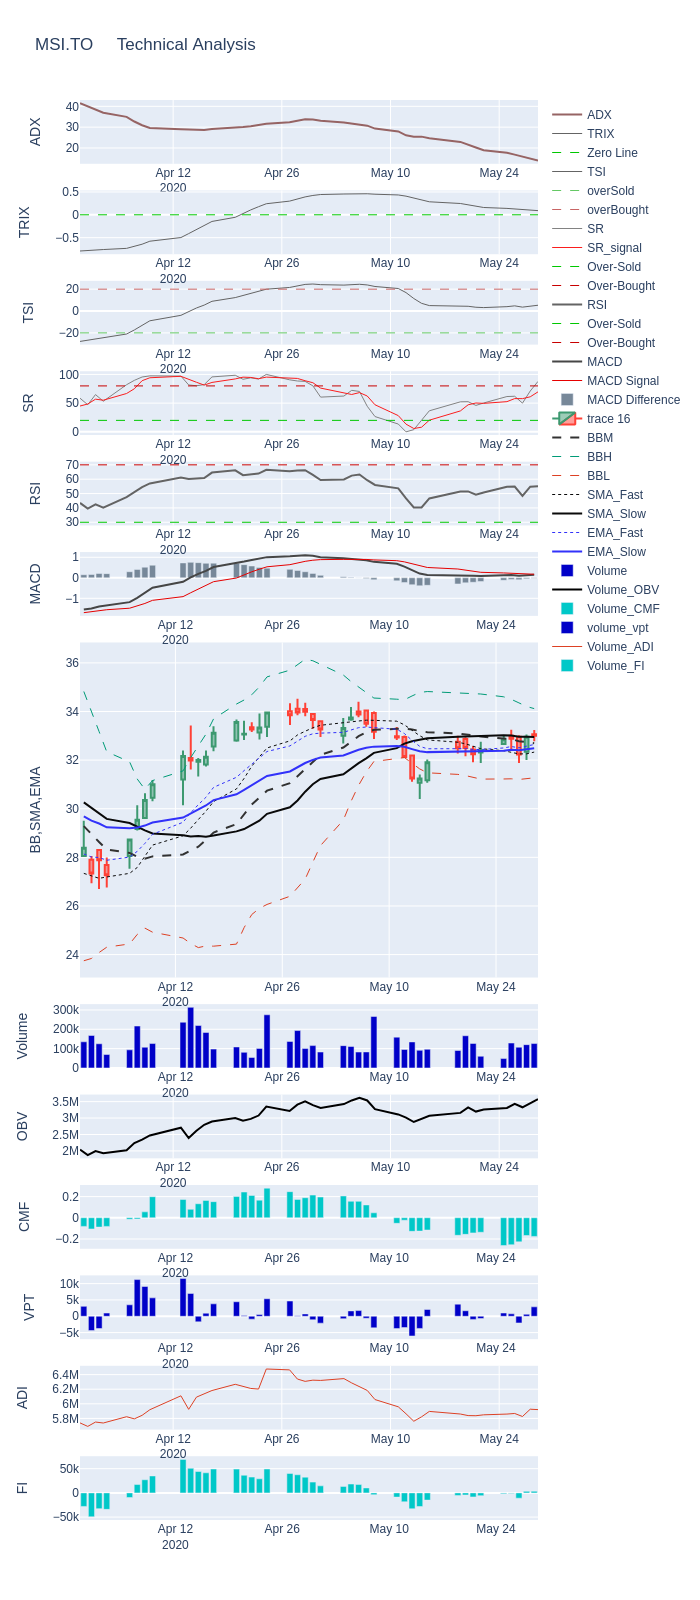 MSI.TO Technical Analysis
ADX
40
30
20
Apr 12
2020
Apr 26
May 10
May 24
TRIX
0.5
0
−0.5
Apr 12
2020
Apr 26
May 10
May 24
TSI
20
0
−20
Apr 12
2020
Apr 26
May 10
May 24
SR
100
50
0
Apr 12
2020
Apr 26
May 10
May 24
RSI
70
60
50
40
30
Apr 12
2020
Apr 26
May 10
May 24
MACD
1
0
−1
Apr 12
2020
Apr 26
May 10
May 24
BB,SMA,EMA
36
34
32
30
28
26
24
Apr 12
2020
Apr 26
May 10
May 24
Volume
300k
200k
100k
0
Apr 12
2020
Apr 26
May 10
May 24
OBV
3.5M
3M
2.5M
2M
Apr 12
2020
Apr 26
May 10
May 24
CMF
0.2
0
−0.2
Apr 12
2020
Apr 26
May 10
May 24
VPT
10k
5k
0
−5k
Apr 12
2020
Apr 26
May 10
May 24
ADI
6.4M
6.2M
6M
5.8M
Apr 12
2020
Apr 26
May 10
May 24
FI
50k
0
−50k
Apr 12
2020
Apr 26
May 10
May 24
ADX
TRIX
Zero Line
TSI
overSold
overBought
SR
SR_signal
Over-Sold
Over-Bought
RSI
Over-Sold
Over-Bought
MACD
MACD Signal
MACD Difference
trace 16
BBM
BBH
BBL
SMA_Fast
SMA_Slow
EMA_Fast
EMA_Slow
Volume
Volume_OBV
Volume_CMF
volume_vpt
Volume_ADI
Volume_FI